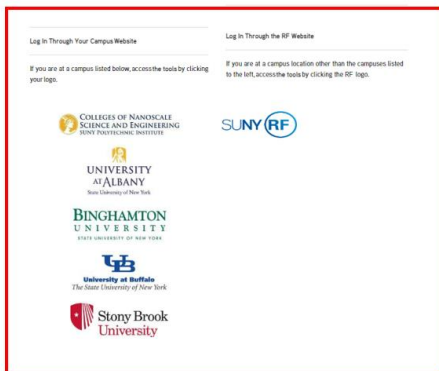 Log In Through Your Campus Website
If you are at a campus listed below, access the tools by clicking
your logo.
COLLEGES OF NANOSCALE
SCIENCE AND ENGINEERING
SUNY POLYTECHNIC INSTITUTE
UNIVERSITY
AT ALBANY
State University of New York
BINGHAMTON
UNIVERSITY
STATE UNIVERSITY OF NEW YORK
UB
University at Buffalo
The State University of New York
Stony Brook
University
Log In Through the RF Website
If you are at a campus location other than the campuses listed
to the left, access the tools by clicking the RF logo.
SUNY RF